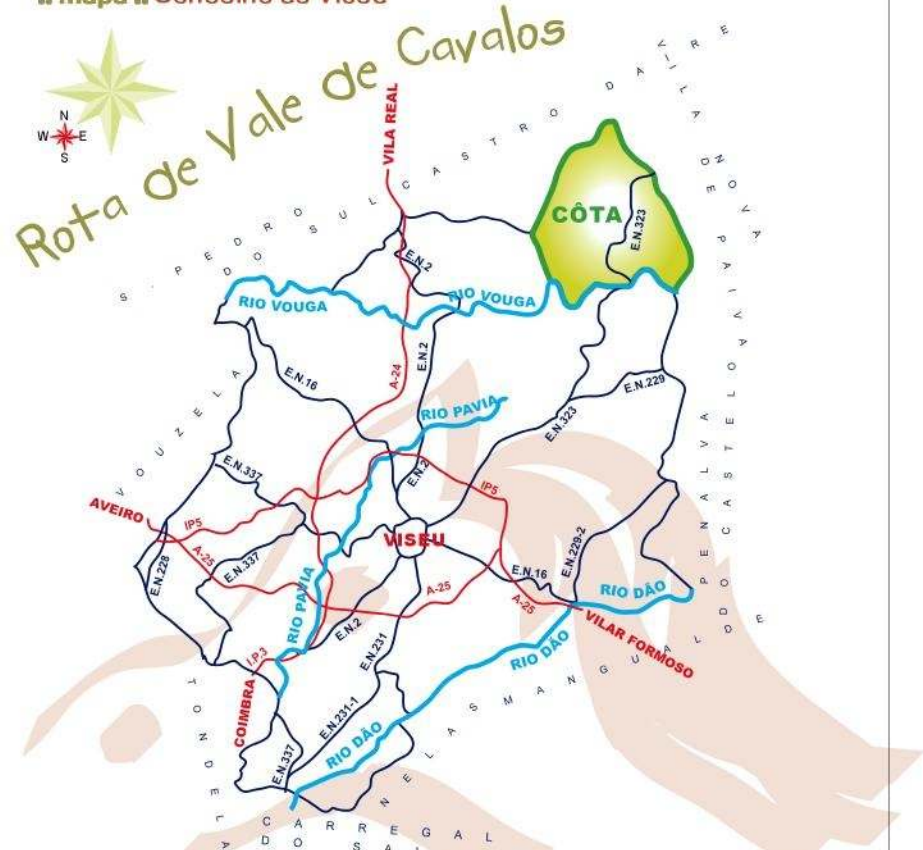 Mapa Concelho de Viseu
Rota de Vale de Cavalos
N
W E
S
VILA REAL
S. PEDRO DO SUL
CASTRO DAIRE
VILA NOVA DE PAIVA
CÔTA
E.N.323
E.N.2
RIO VOUGA
RIO VOUGA
E.N.2
A-24
E.N.16
E.N.229
RIO PAVIA
E.N.323
VOUZELA
E.N.337
E.N.2
IP5
PENALVA DO CASTELO
AVEIRO
IP5
VISEU
A-25
E.N.337
E.N.228
E.N.16
E.N.229-2
RIO PAVIA
A-25
A-25
RIO DÃO
E.N.2
VILAR FORMOSO
E.N.231
RIO DÃO
MANGUALDE
I.P.3
COIMBRA
TONDELA
E.N.231-1
RIO DÃO
E.N.337
NELAS
CARREGAL
DO SA